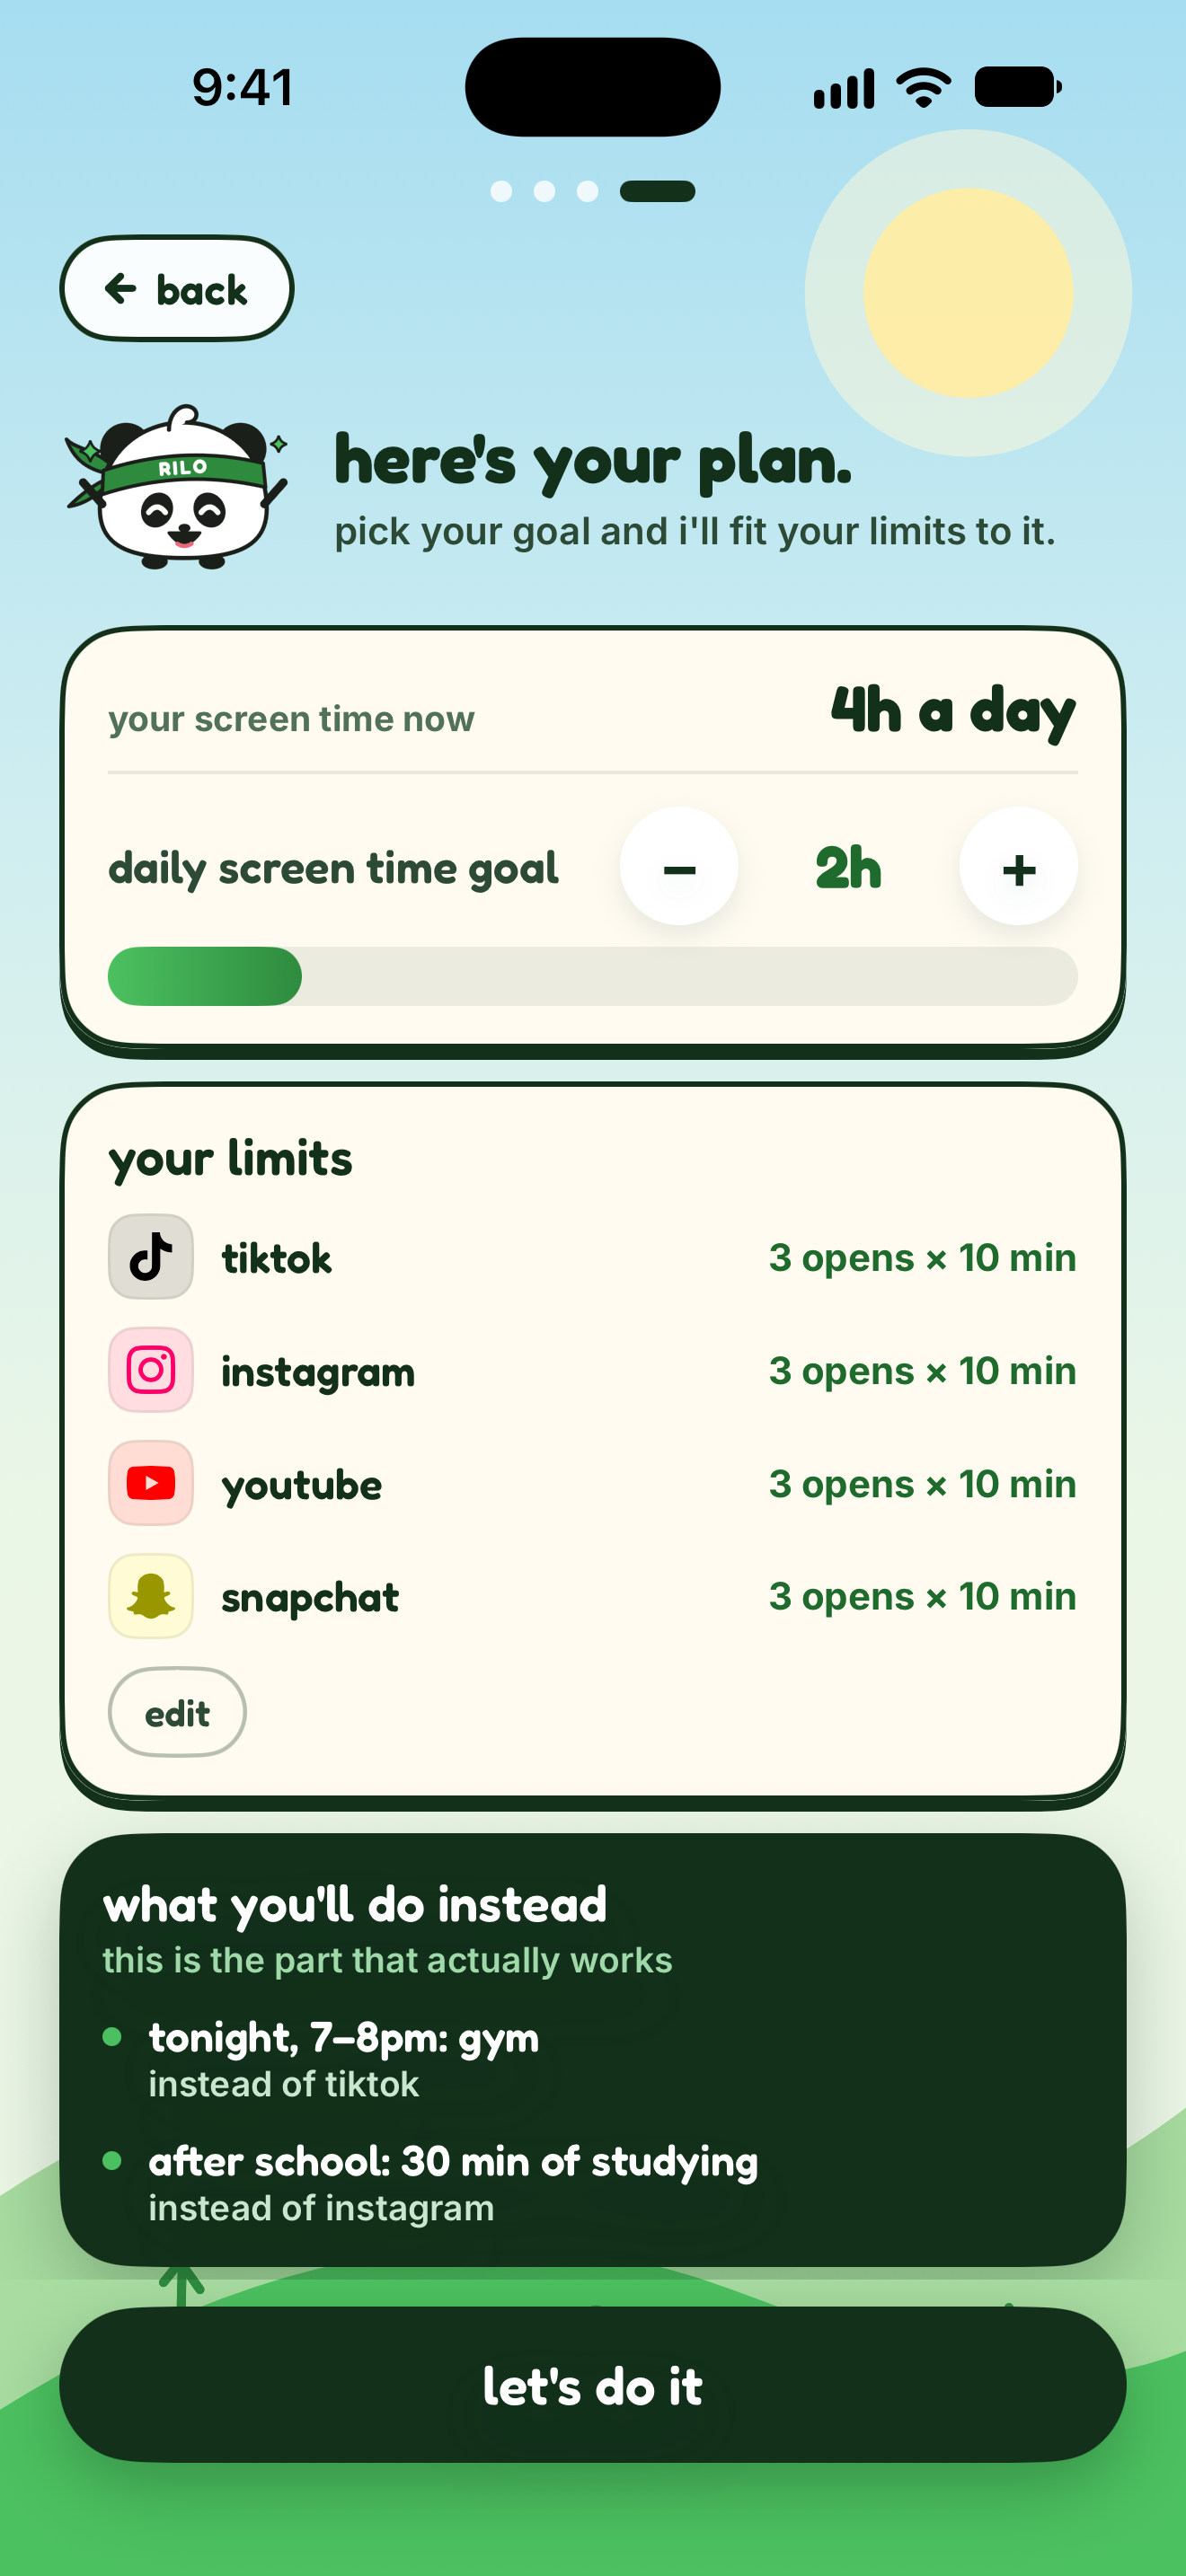 9:41
← back
RILO
here's your plan.
pick your goal and i'll fit your limits to it.
your screen time now
4h a day
daily screen time goal
− 2h +
your limits
tiktok
3 opens × 10 min
instagram
3 opens × 10 min
youtube
3 opens × 10 min
snapchat
3 opens × 10 min
edit
what you'll do instead
this is the part that actually works
tonight, 7–8pm: gym
instead of tiktok
after school: 30 min of studying
instead of instagram
let's do it